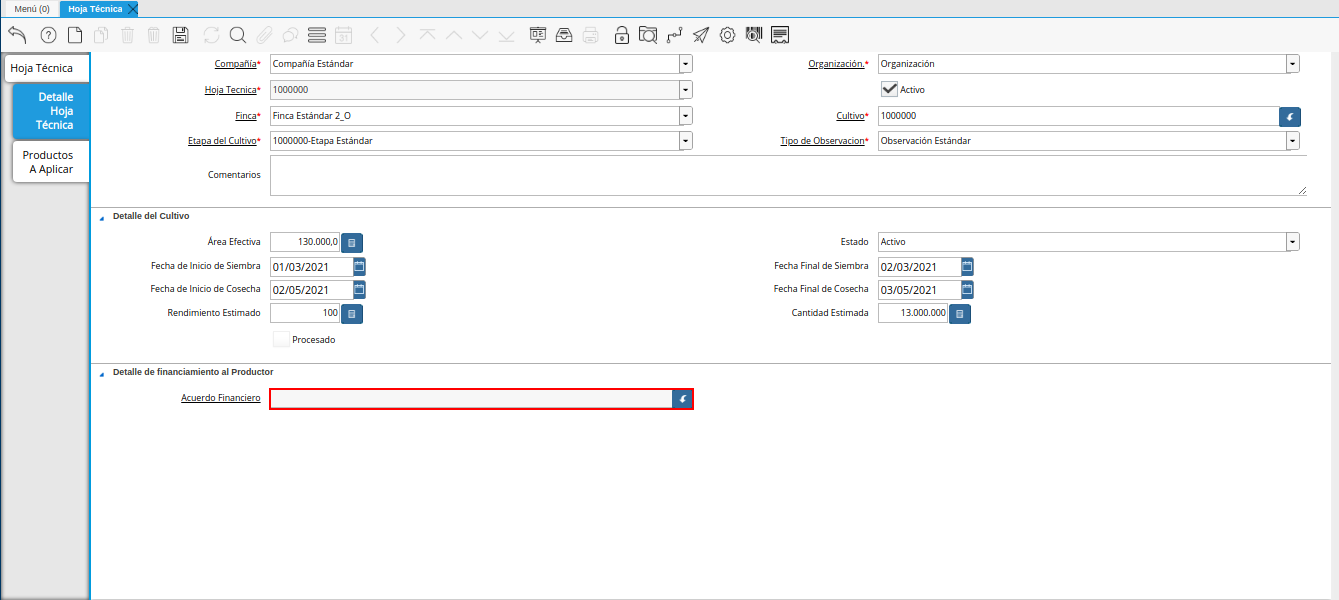 Menú (0) Hoja Técnica
31
Hoja Técnica
Detalle
Hoja
Técnica
Productos
A Aplicar
Compañía* Compañía Estándar Organización.* Organización
Hoja Tecnica* 1000000 Activo
Finca* Finca Estándar 2_O Cultivo* 1000000
Etapa del Cultivo* 1000000-Etapa Estándar Tipo de Observacion* Observación Estándar
Comentarios
Detalle del Cultivo
Área Efectiva 130.000,0 Estado Activo
Fecha de Inicio de Siembra 01/03/2021 Fecha Final de Siembra 02/03/2021
Fecha de Inicio de Cosecha 02/05/2021 Fecha Final de Cosecha 03/05/2021
Rendimiento Estimado 100 Cantidad Estimada 13.000.000
Procesado
Detalle de financiamiento al Productor
Acuerdo Financiero